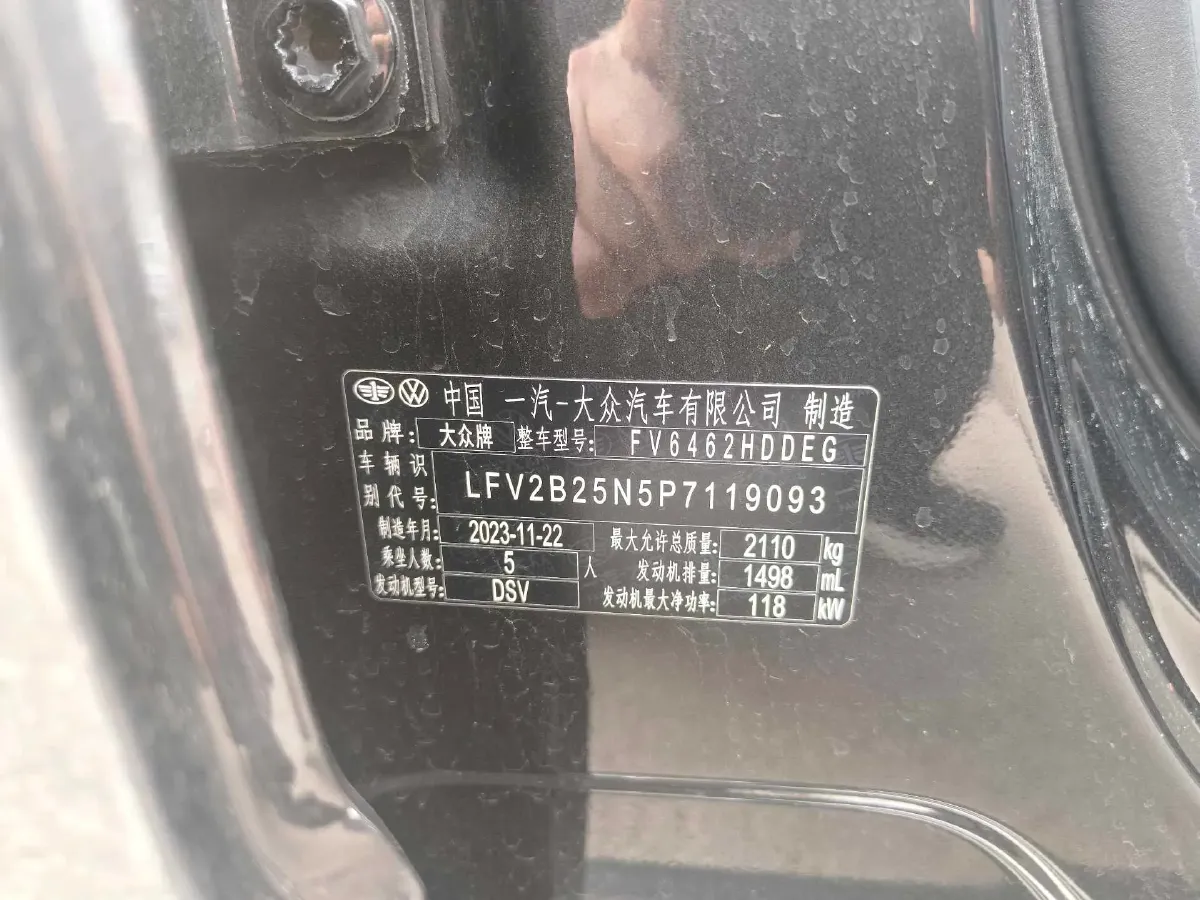 中国 一汽-大众汽车有限公司 制造
品牌: 大众牌 整车型号: FV6462HDDEG
车辆识别代号: LFV2B25N5P7119093
制造年月: 2023-11-22 最大允许总质量: 2110 kg
乘坐人数: 5 人 发动机排量: 1498 mL
发动机型号: DSV 发动机最大净功率: 118 kW